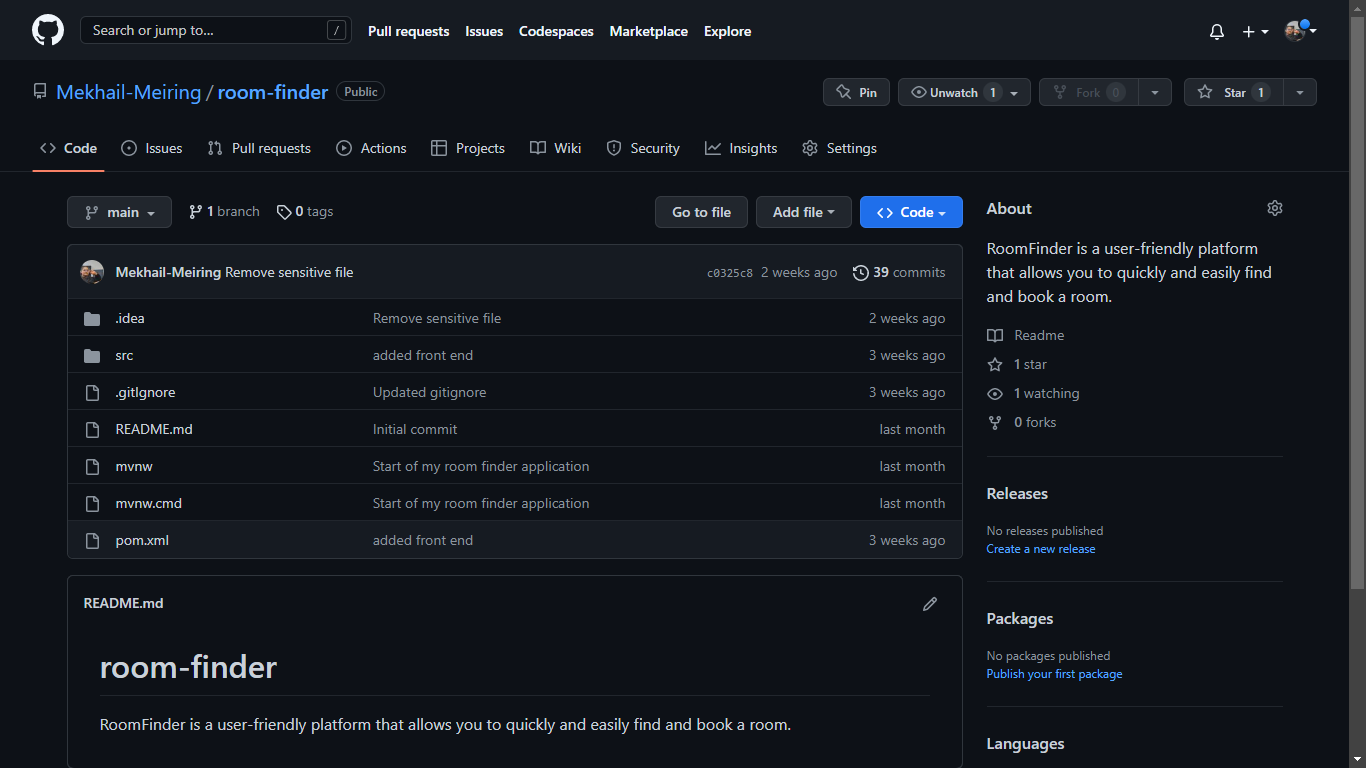 Search or jump to... /
Pull requests Issues Codespaces Marketplace Explore
Mekhail-Meiring / room-finder Public
Pin Unwatch 1 Fork 0 Star 1
Code Issues Pull requests Actions Projects Wiki Security Insights Settings
main 1 branch 0 tags Go to file Add file Code
Mekhail-Meiring Remove sensitive file c0325c8 2 weeks ago 39 commits
.idea Remove sensitive file 2 weeks ago
src added front end 3 weeks ago
.gitIgnore Updated gitignore 3 weeks ago
README.md Initial commit last month
mvnw Start of my room finder application last month
mvnw.cmd Start of my room finder application last month
pom.xml added front end 3 weeks ago
README.md
room-finder
RoomFinder is a user-friendly platform that allows you to quickly and easily find and book a room.
About
RoomFinder is a user-friendly platform
that allows you to quickly and easily find
and book a room.
Readme
1 star
1 watching
0 forks
Releases
No releases published
Create a new release
Packages
No packages published
Publish your first package
Languages